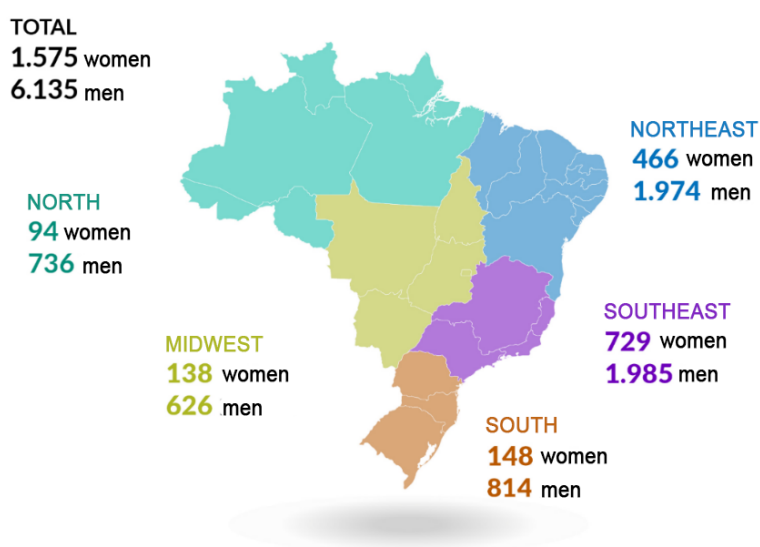 TOTAL
1.575 women
6.135 men
NORTHEAST
466 women
1.974 men
NORTH
94 women
736 men
SOUTHEAST
729 women
1.985 men
MIDWEST
138 women
626 men
SOUTH
148 women
814 men